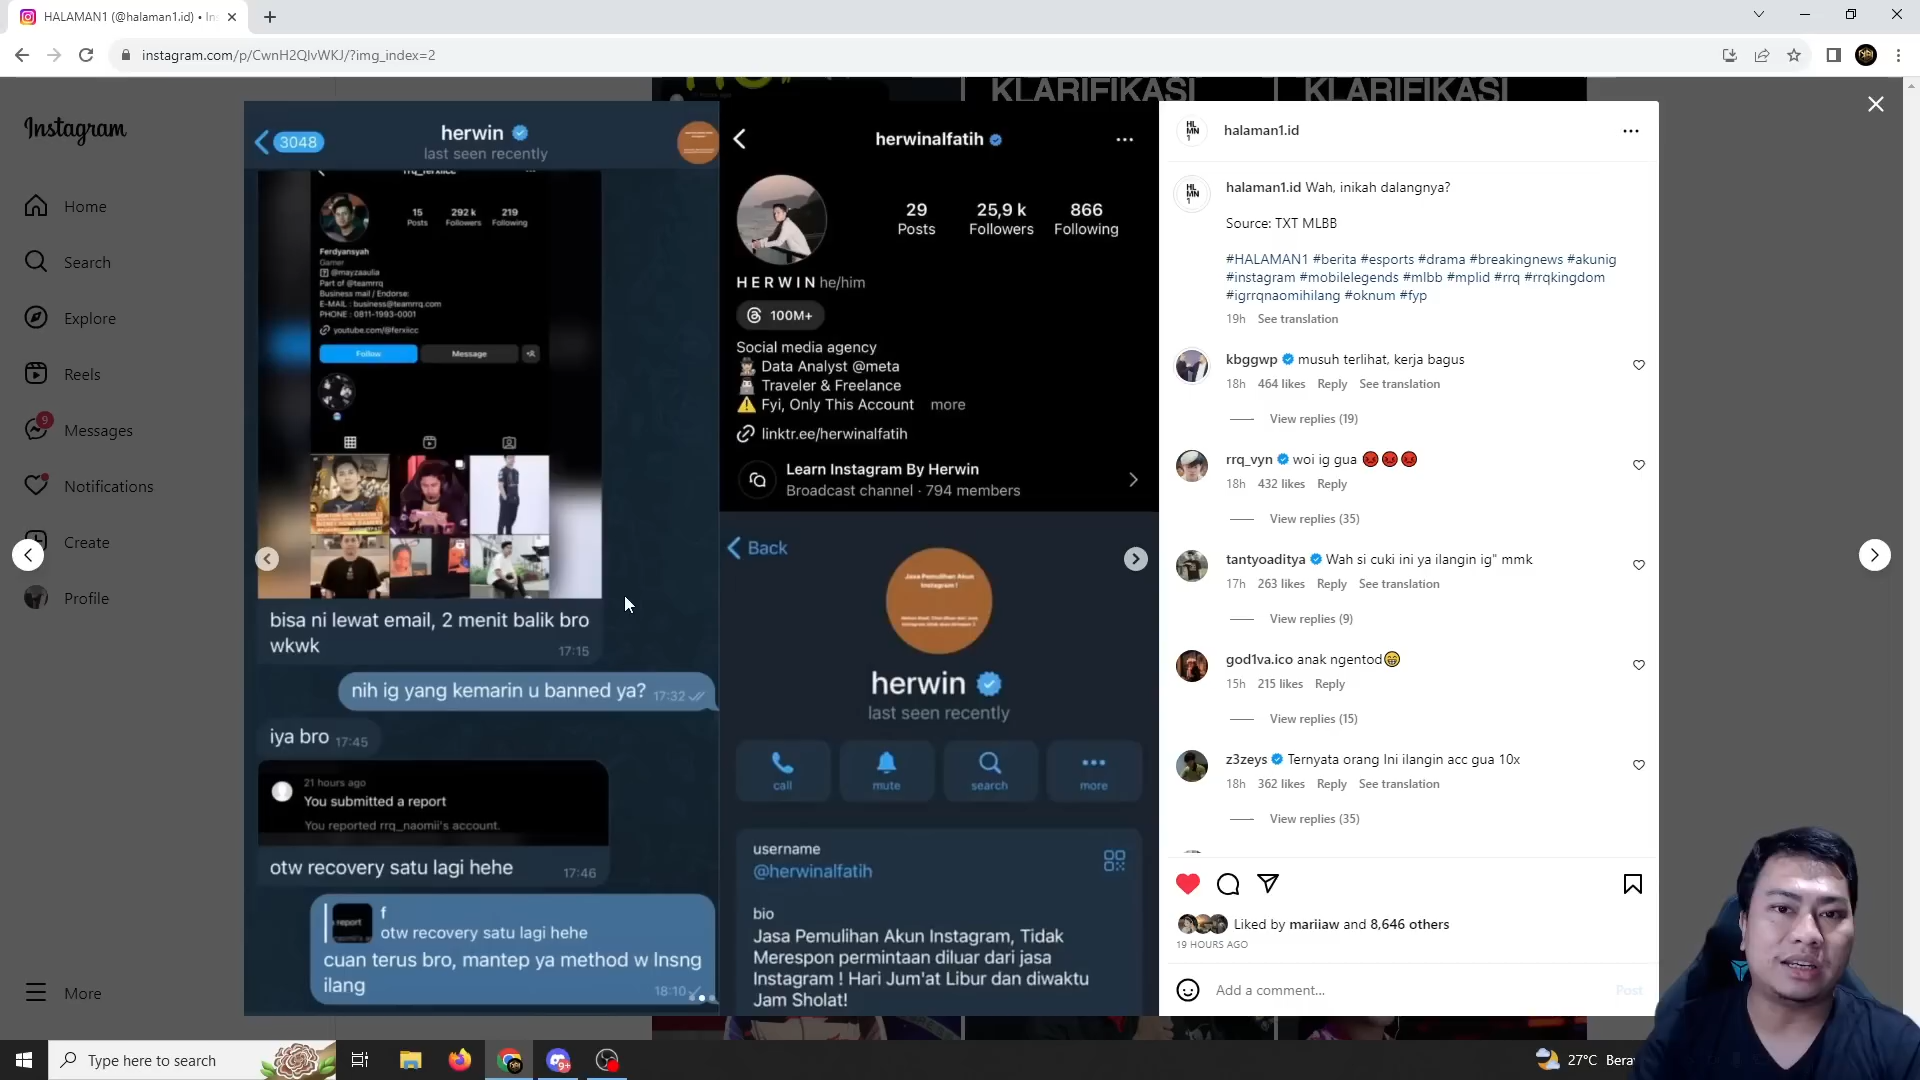 HALAMAN1 (@halaman1.id) • In
instagram.com/p/CwnH2QIvWKJ/?img_index=2
KLARIFIKASI
KLARIFIKASI
Instagram
Home
Search
Explore
Reels
9
Messages
Notifications
Create
Profile
More
3048
herwin
last seen recently
15
292 k
219
Posts
Followers
Following
Ferdyansyah
Gamer
@mayzaaulia
Part of @teamrrq
Business mail / Endorse:
E-MAIL : business@teamrrq.com
PHONE : 0811-1993-0001
youtube.com/@ferxiicc
Follow
Message
bisa ni lewat email, 2 menit balik bro
wkwk
17:15
nih ig yang kemarin u banned ya? 17:32
iya bro 17:45
21 hours ago
You submitted a report
You reported rrq_naomii's account.
otw recovery satu lagi hehe 17:46
report
f
otw recovery satu lagi hehe
cuan terus bro, mantep ya method w lnsng
ilang
18:10
herwinalfatih
29
25,9 k
866
Posts
Followers
Following
H E R W I N he/him
100M+
Social media agency
Data Analyst @meta
Traveler & Freelance
Fyi, Only This Account more
linktr.ee/herwinalfatih
Learn Instagram By Herwin
Broadcast channel · 794 members
Back
Jasa Pemulihan Akun
Instagram !
herwin
last seen recently
call
mute
search
more
username
@herwinalfatih
bio
Jasa Pemulihan Akun Instagram, Tidak
Merespon permintaan diluar dari jasa
Instagram ! Hari Jum'at Libur dan diwaktu
Jam Sholat!
HL
MN
1
halaman1.id
HL
MN
1
halaman1.id Wah, inikah dalangnya?
Source: TXT MLBB
#HALAMAN1 #berita #esports #drama #breakingnews #akunig
#instagram #mobilelegends #mlbb #mplid #rrq #rrqkingdom
#igrrqnaomihilang #oknum #fyp
19h See translation
kbggwp musuh terlihat, kerja bagus
18h 464 likes Reply See translation
View replies (19)
rrq_vyn woi ig gua 😡😡😡
18h 432 likes Reply
View replies (35)
tantyoaditya Wah si cuki ini ya ilangin ig" mmk
17h 263 likes Reply See translation
View replies (9)
god1va.ico anak ngentod😁
15h 215 likes Reply
View replies (15)
z3zeys Ternyata orang Ini ilangin acc gua 10x
18h 362 likes Reply See translation
View replies (35)
Liked by mariiaw and 8,646 others
19 HOURS AGO
Add a comment...
Post
Type here to search
9+
27°C Bera